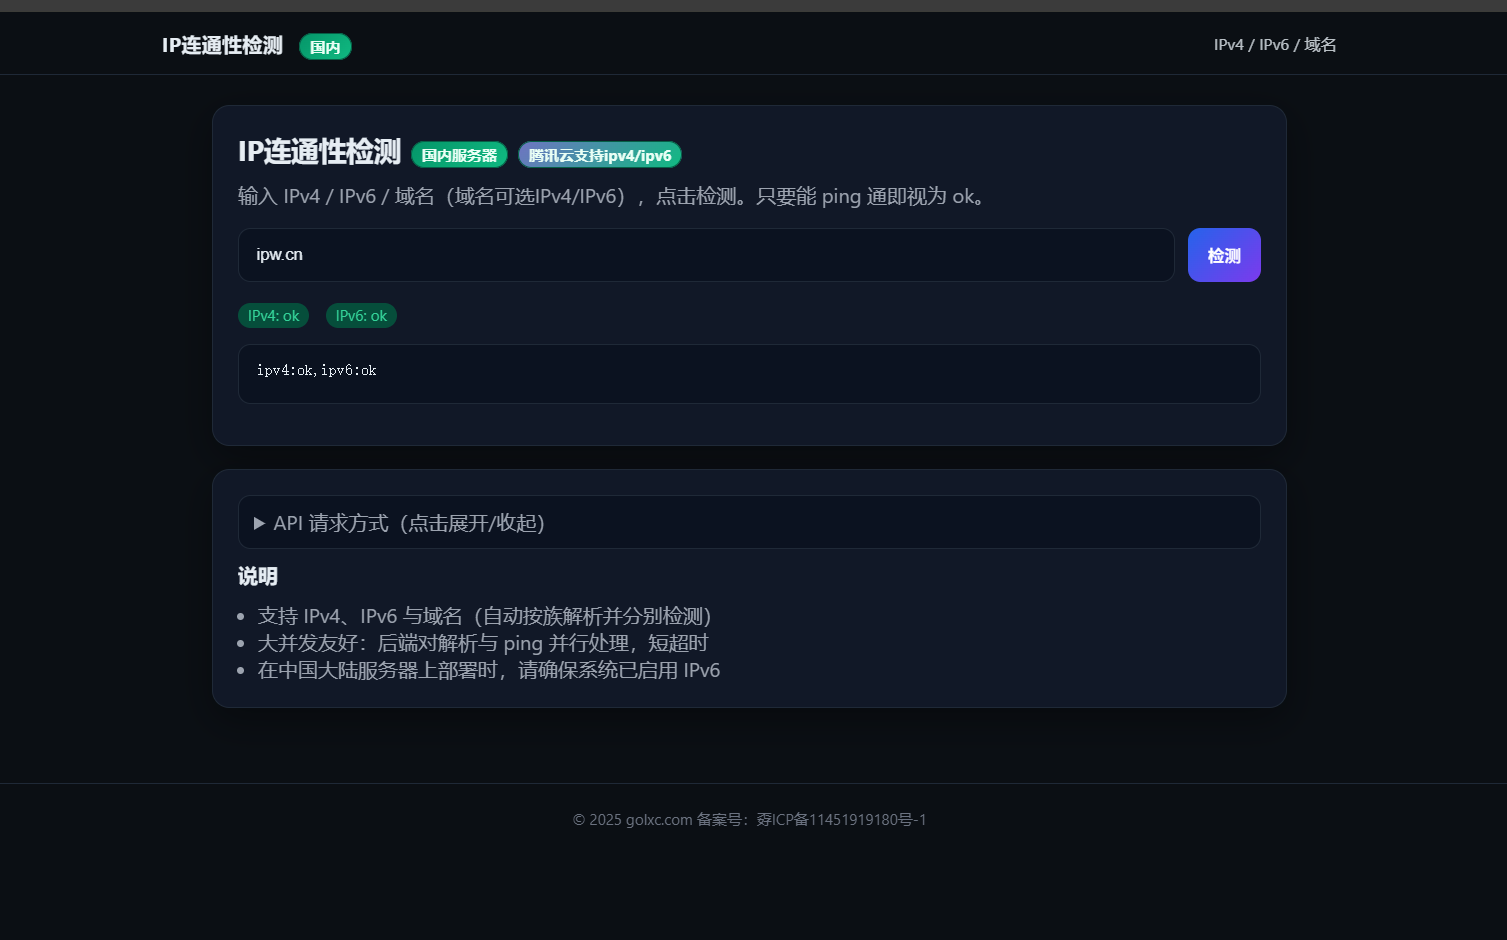 IP连通性检测 国内
IPv4 / IPv6 / 域名
IP连通性检测 国内服务器 腾讯云支持ipv4/ipv6
输入 IPv4 / IPv6 / 域名（域名可选IPv4/IPv6），点击检测。只要能 ping 通即视为 ok。
ipw.cn
检测
IPv4: ok IPv6: ok
ipv4:ok,ipv6:ok
▶ API 请求方式（点击展开/收起）
说明
• 支持 IPv4、IPv6 与域名（自动按族解析并分别检测）
• 大并发友好：后端对解析与 ping 并行处理，短超时
• 在中国大陆服务器上部署时，请确保系统已启用 IPv6
© 2025 golxc.com 备案号：孬ICP备11451919180号-1